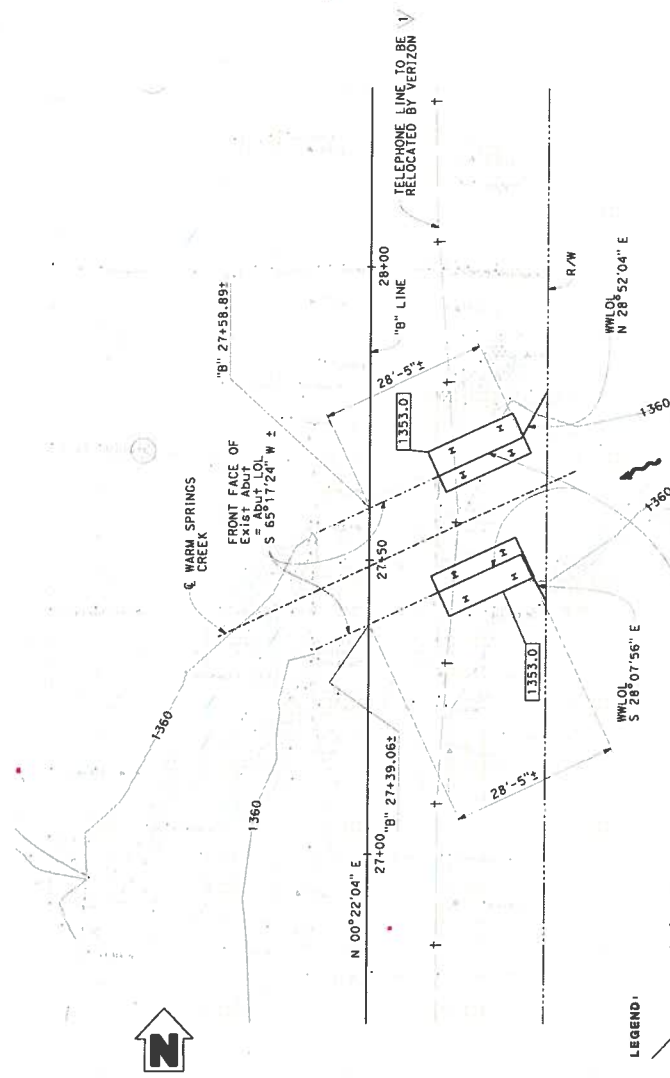 TELEPHONE LINE TO BE
RELOCATED BY VERIZON
"B" 27+58.89±
28+00
"B" LINE
R/W
WWLOL
N 28°52'04" E
28'-5"±
1353.0
1360
FRONT FACE OF
Exist Abut
= Abut LOL
S 65°17'24" W ±
℄ WARM SPRINGS
CREEK
27+50
1360
1360
1360
1353.0
WWLOL
S 28°07'56" E
28'-5"±
"B" 27+39.06±
27+00
N 00°22'04" E
N
LEGEND: